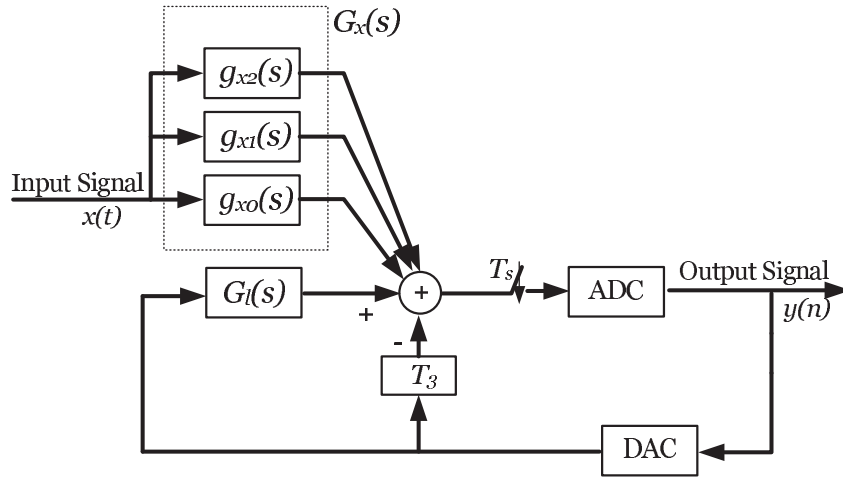 Gx(s)
gx2(s)
gx1(s)
Input Signal
x(t)
gx0(s)
Gl(s)
+
+
Ts
ADC
Output Signal
y(n)
-
T3
DAC